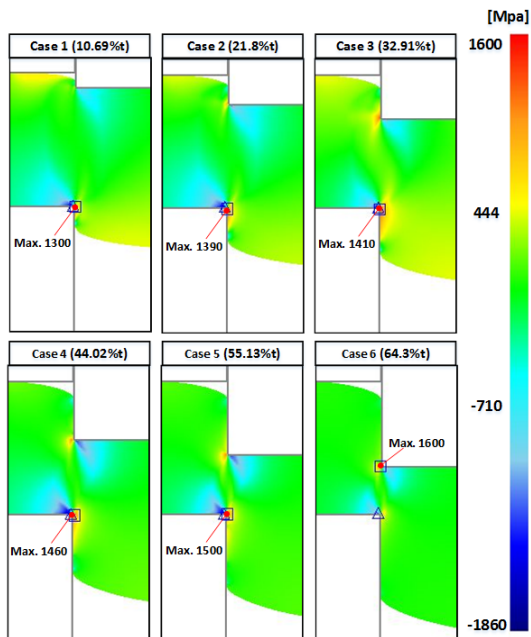 [Mpa]
Case 1 (10.69%t)
Case 2 (21.8%t)
Case 3 (32.91%t)
1600
Max. 1300
Max. 1390
Max. 1410
444
Case 4 (44.02%t)
Case 5 (55.13%t)
Case 6 (64.3%t)
-710
Max. 1600
Max. 1460
Max. 1500
-1860